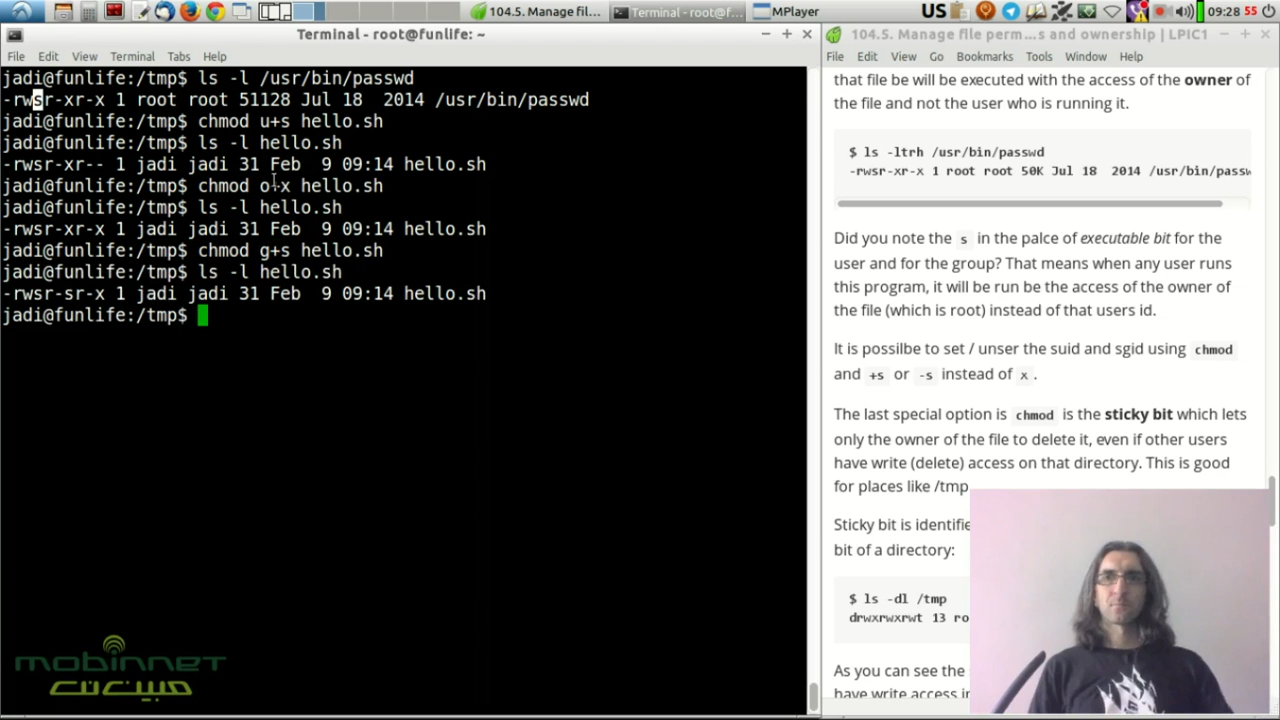 104.5. Manage fil...
Terminal - root@f...
MPlayer
US
09:28 55
Terminal - root@funlife: ~
File Edit View Terminal Tabs Help
jadi@funlife:/tmp$ ls -l /usr/bin/passwd
-rwsr-xr-x 1 root root 51128 Jul 18  2014 /usr/bin/passwd
jadi@funlife:/tmp$ chmod u+s hello.sh
jadi@funlife:/tmp$ ls -l hello.sh
-rwsr-xr-- 1 jadi jadi 31 Feb  9 09:14 hello.sh
jadi@funlife:/tmp$ chmod o+x hello.sh
jadi@funlife:/tmp$ ls -l hello.sh
-rwsr-xr-x 1 jadi jadi 31 Feb  9 09:14 hello.sh
jadi@funlife:/tmp$ chmod g+s hello.sh
jadi@funlife:/tmp$ ls -l hello.sh
-rwsr-sr-x 1 jadi jadi 31 Feb  9 09:14 hello.sh
jadi@funlife:/tmp$
mobinnet
مبین نت
104.5. Manage file perm...s and ownership | LPIC1
File Edit View Go Bookmarks Tools Window Help
that file be will be executed with the access of the owner of
the file and not the user who is running it.
$ ls -ltrh /usr/bin/passwd
-rwsr-xr-x 1 root root 50K Jul 18  2014 /usr/bin/passw
Did you note the s in the palce of executable bit for the
user and for the group? That means when any user runs
this program, it will be run be the access of the owner of
the file (which is root) instead of that users id.
It is possilbe to set / unser the suid and sgid using chmod
and +s or -s instead of x .
The last special option is chmod is the sticky bit which lets
only the owner of the file to delete it, even if other users
have write (delete) access on that directory. This is good
for places like /tmp
Sticky bit is identifie
bit of a directory:
$ ls -dl /tmp
drwxrwxrwt 13 ro
As you can see the
have write access i